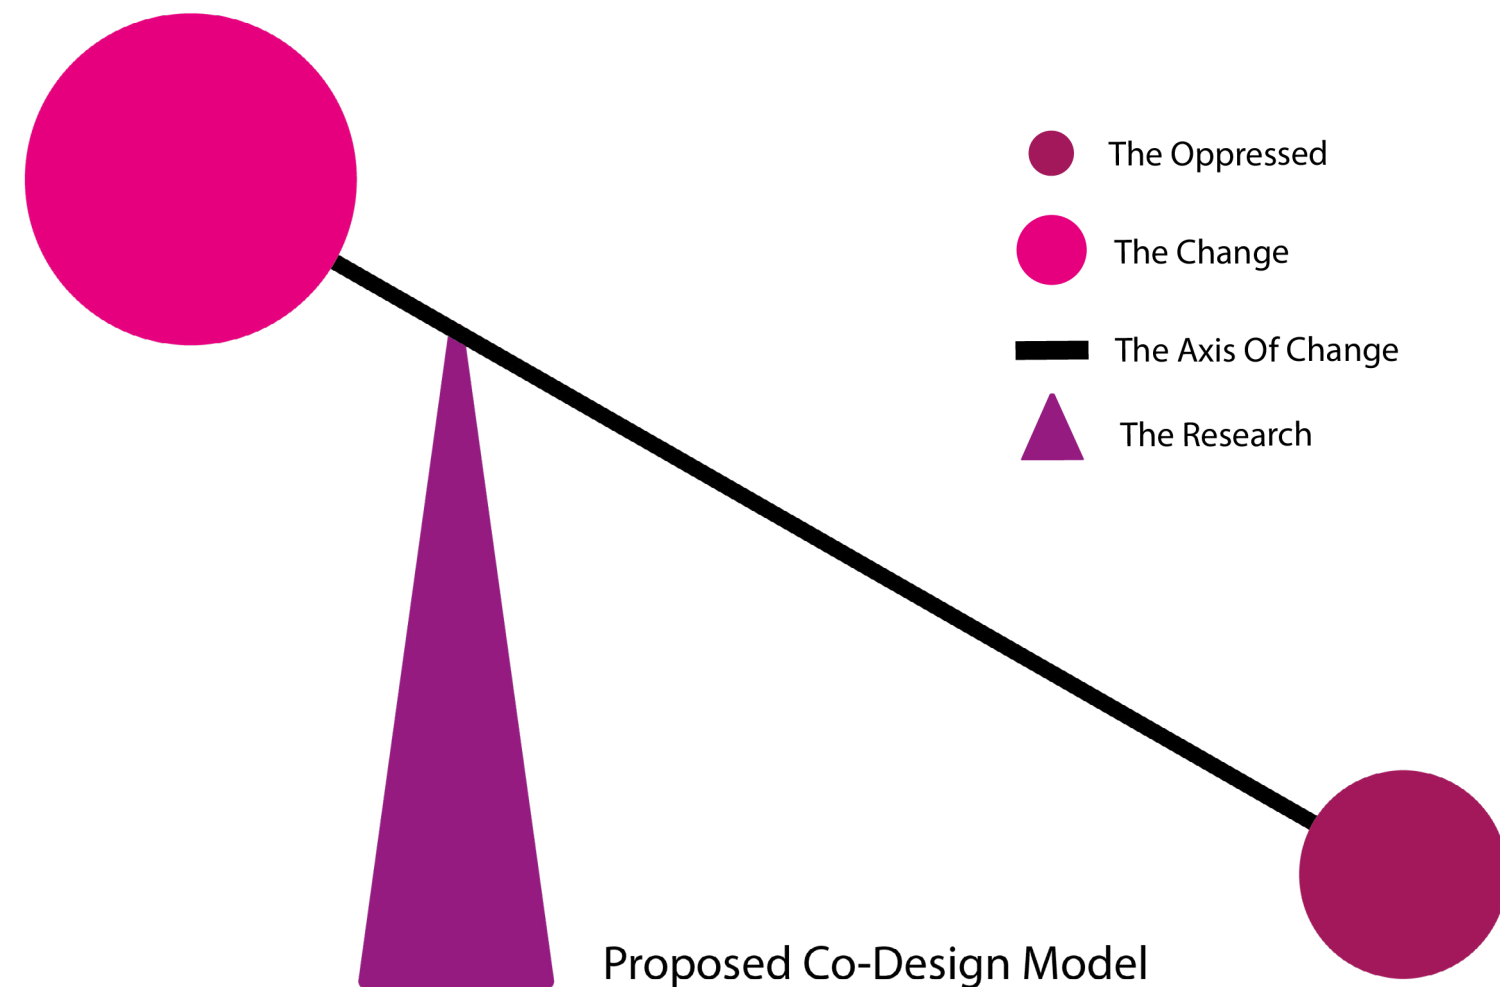 The Oppressed
The Change
The Axis Of Change
The Research
Proposed Co-Design Model